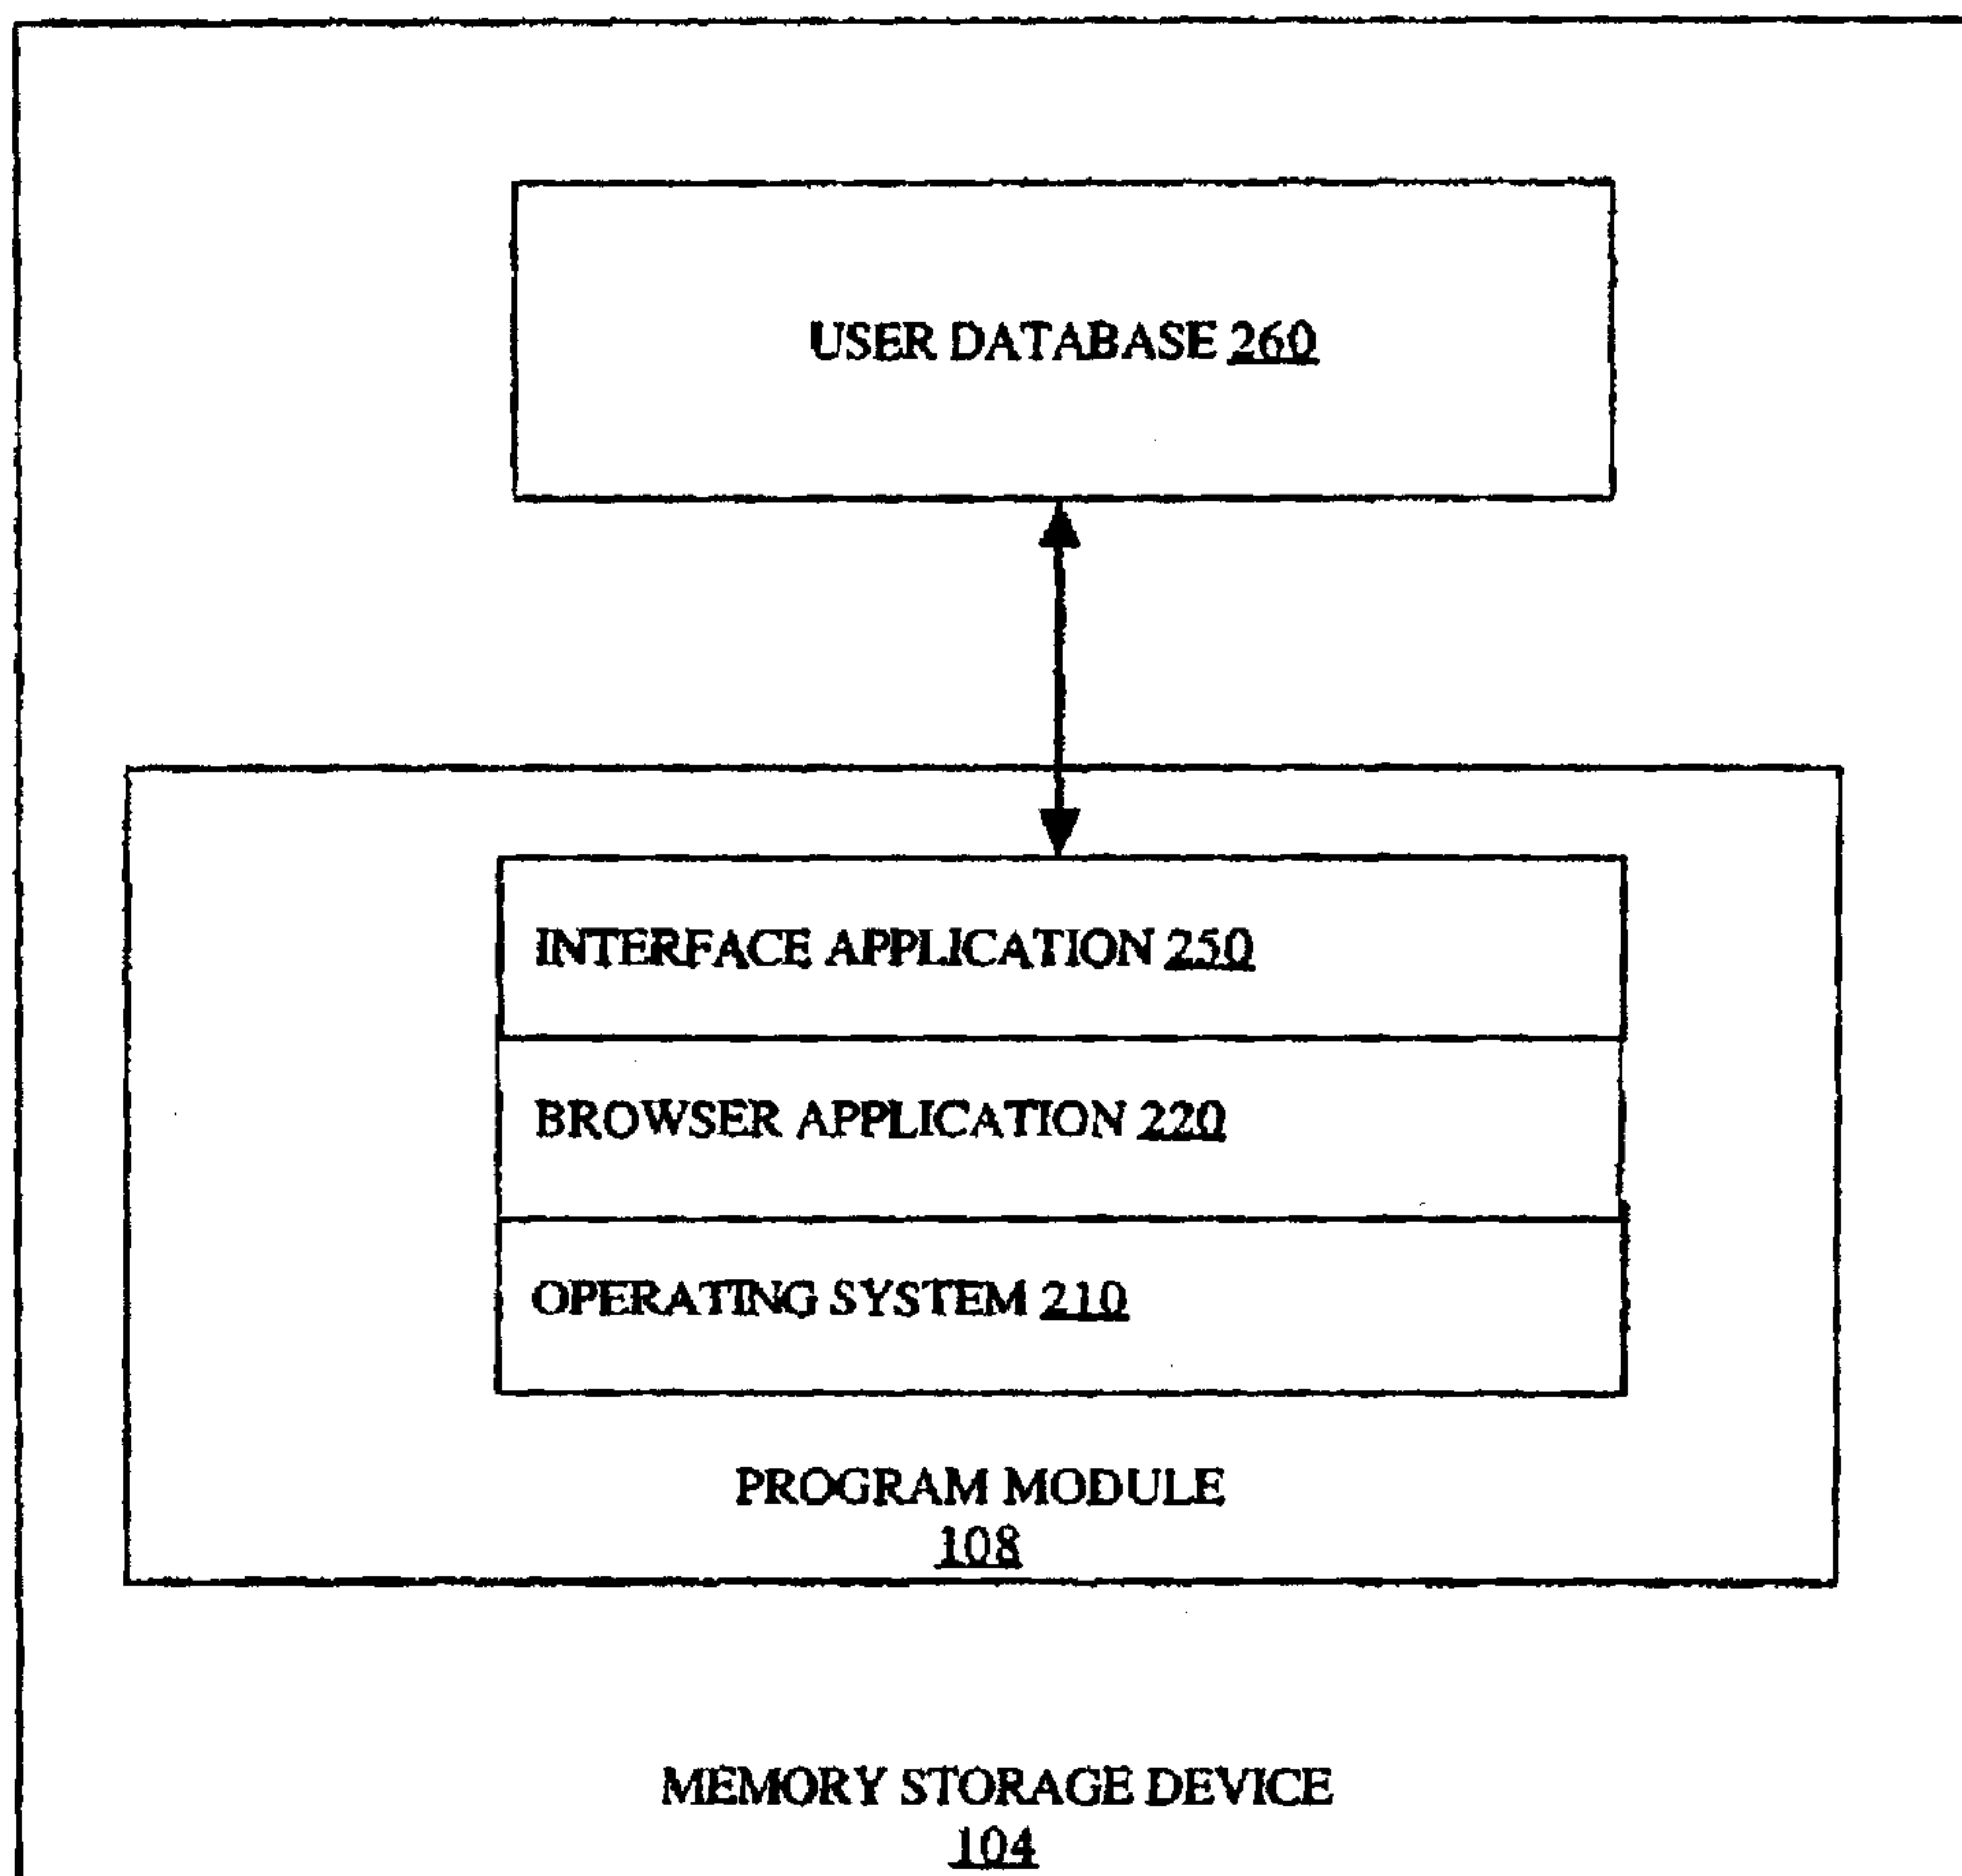 USER DATABASE 260
INTERFACE APPLICATION 250
BROWSER APPLICATION 220
OPERATING SYSTEM 210
PROGRAM MODULE
108
MEMORY STORAGE DEVICE
104